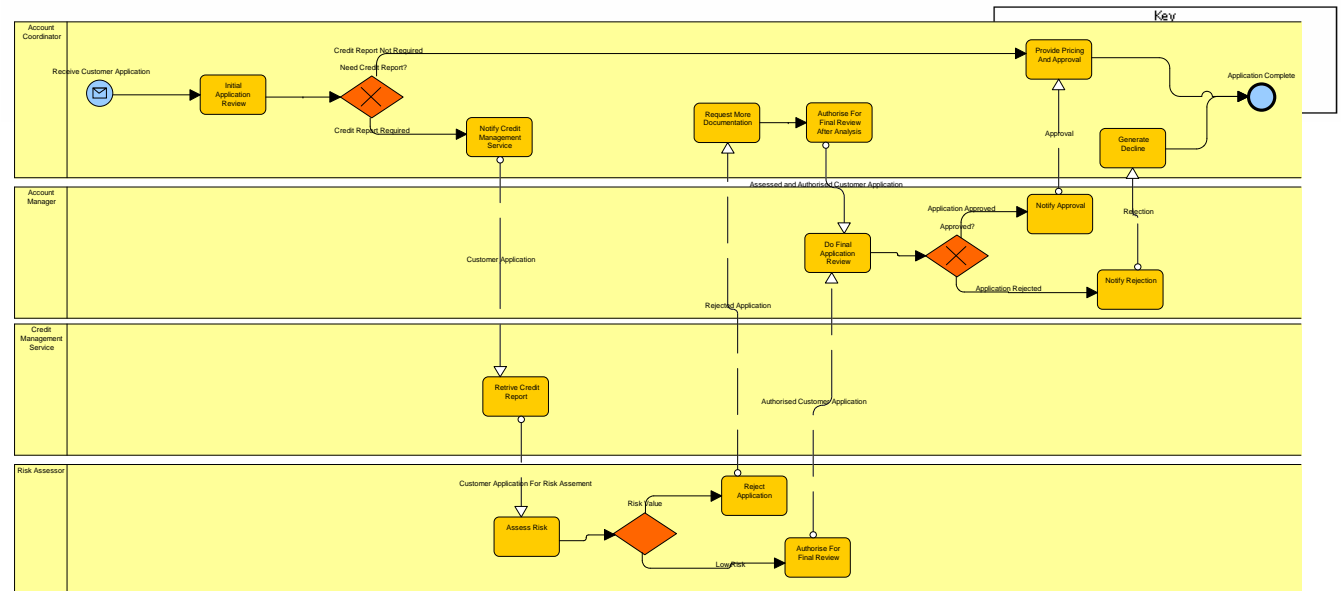 Key
Account
Coordinator
Receive Customer Application
Initial
Application
Review
Credit Report Not Required
Need Credit Report?
Credit Report Required
Notify Credit
Management
Service
Request More
Documentation
Authorise For
Final Review
After Analysis
Provide Pricing
And Approval
Application Complete
Approval
Generate
Decline
Account
Manager
Assessed and Authorised Customer Application
Customer Application
Rejected Application
Do Final
Application
Review
Application Approved
Approved?
Application Rejected
Notify Approval
Rejection
Notify Rejection
Credit
Management
Service
Retrive Credit
Report
Authorised Customer Application
Risk Assessor
Customer Application For Risk Assement
Assess Risk
Risk Value
Low Risk
Reject
Application
Authorise For
Final Review